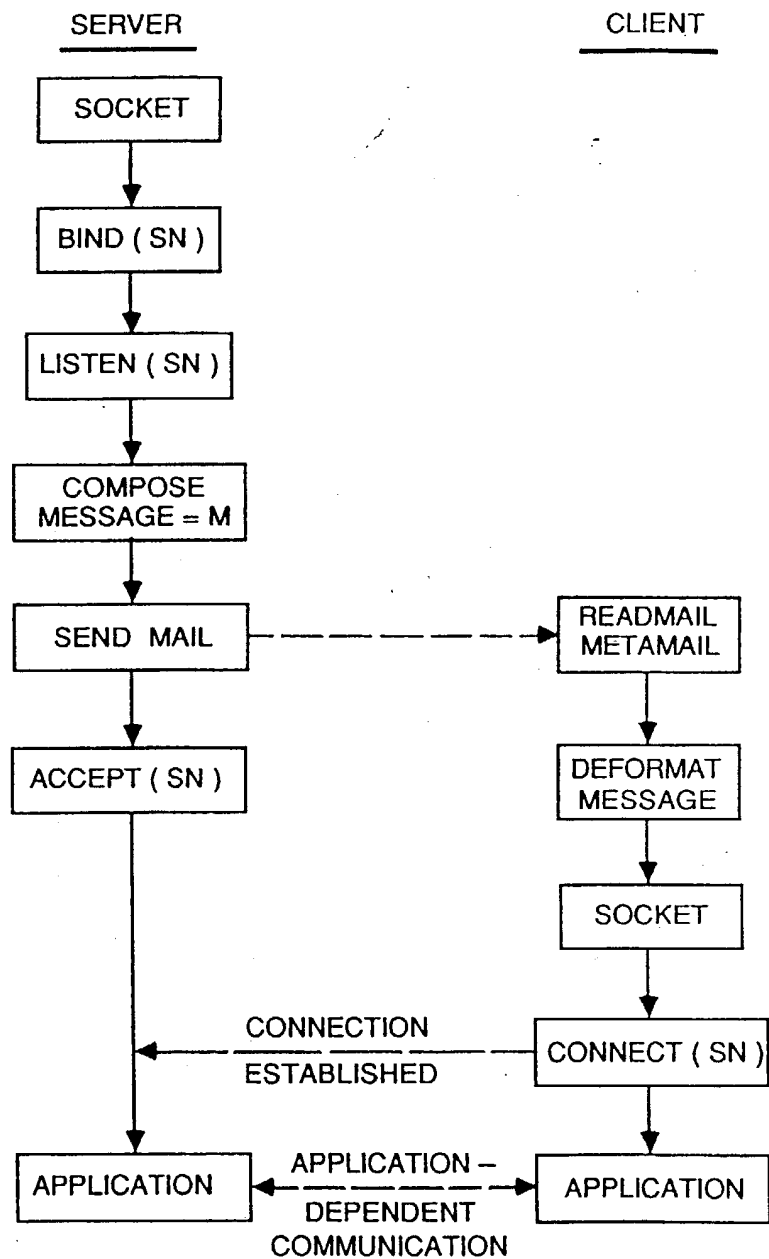 SERVER
CLIENT
SOCKET
BIND ( SN )
LISTEN ( SN )
COMPOSE
MESSAGE = M
SEND MAIL
READMAIL
METAMAIL
ACCEPT ( SN )
DEFORMAT
MESSAGE
SOCKET
CONNECTION
ESTABLISHED
CONNECT ( SN )
APPLICATION
APPLICATION –
DEPENDENT
COMMUNICATION
APPLICATION